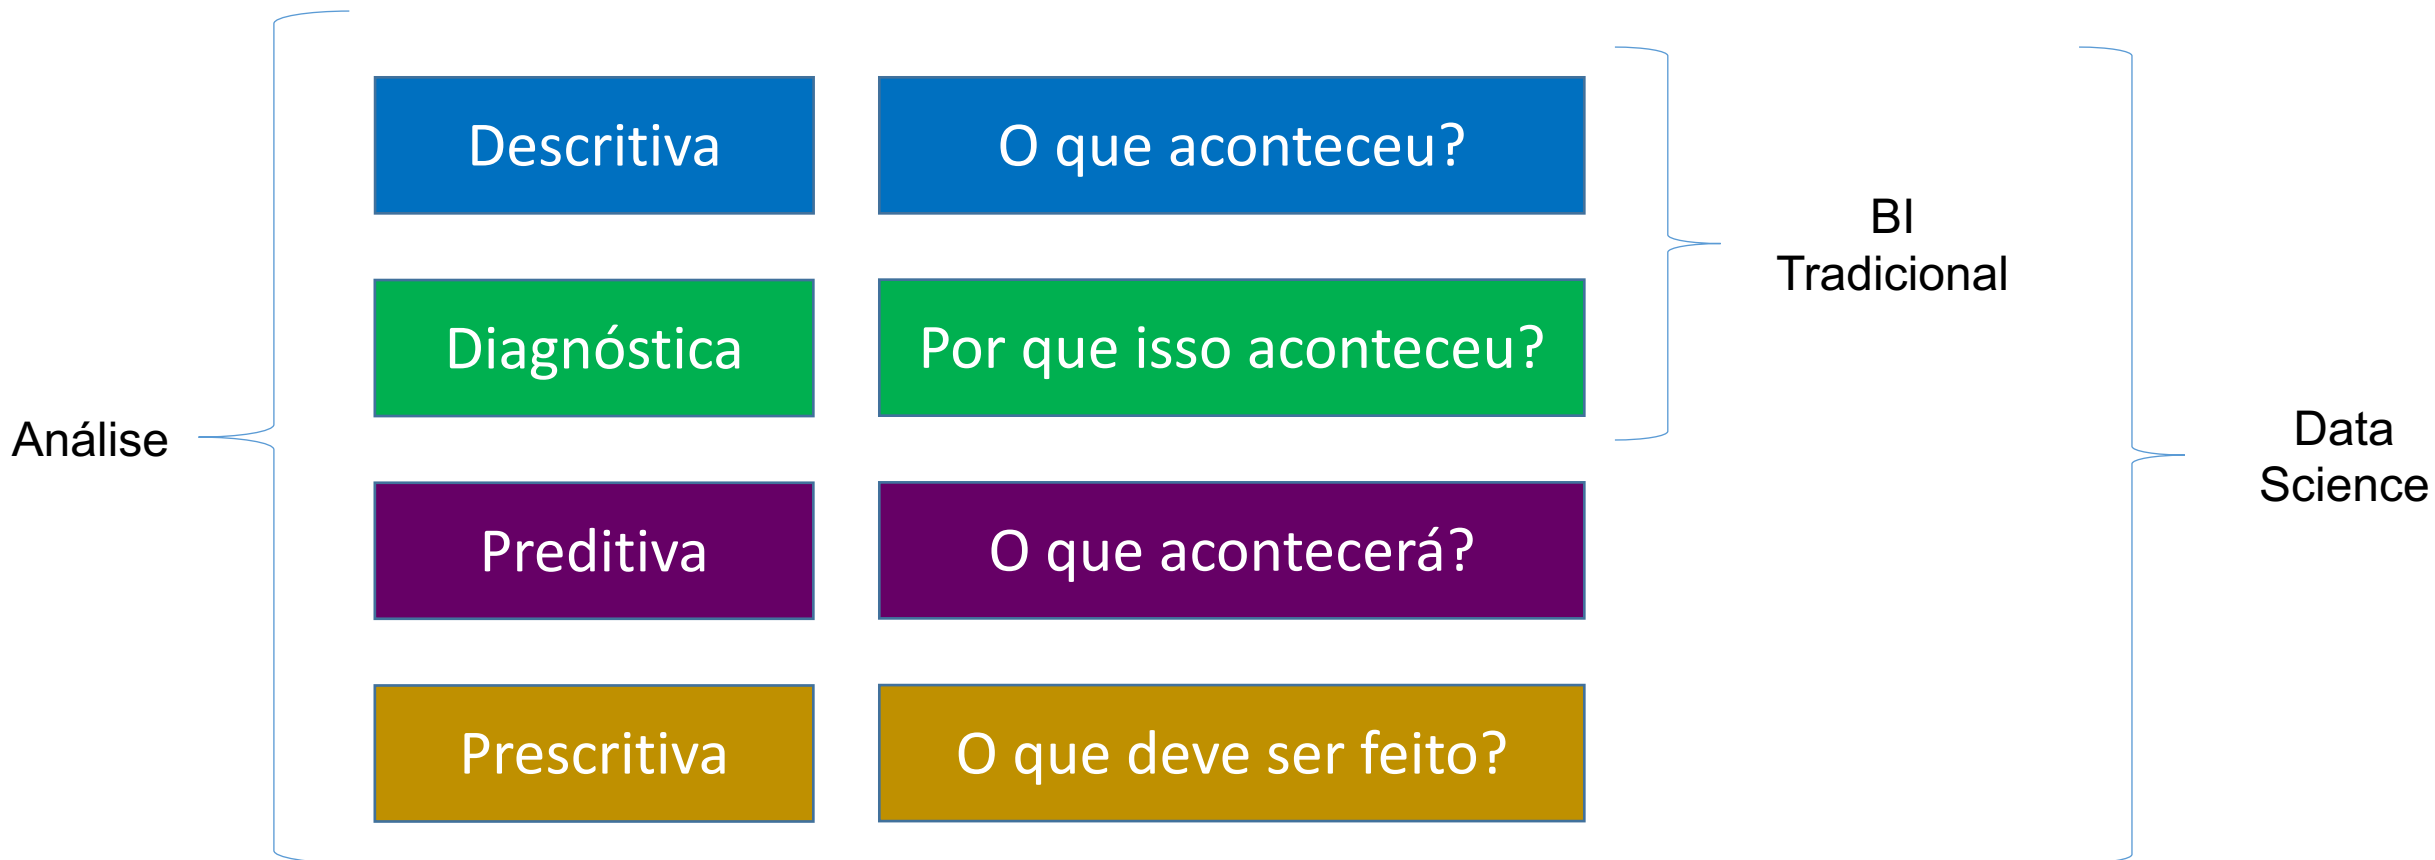 Análise
Descritiva
O que aconteceu?
Diagnóstica
Por que isso aconteceu?
Preditiva
O que acontecerá?
Prescritiva
O que deve ser feito?
BI
Tradicional
Data
Science